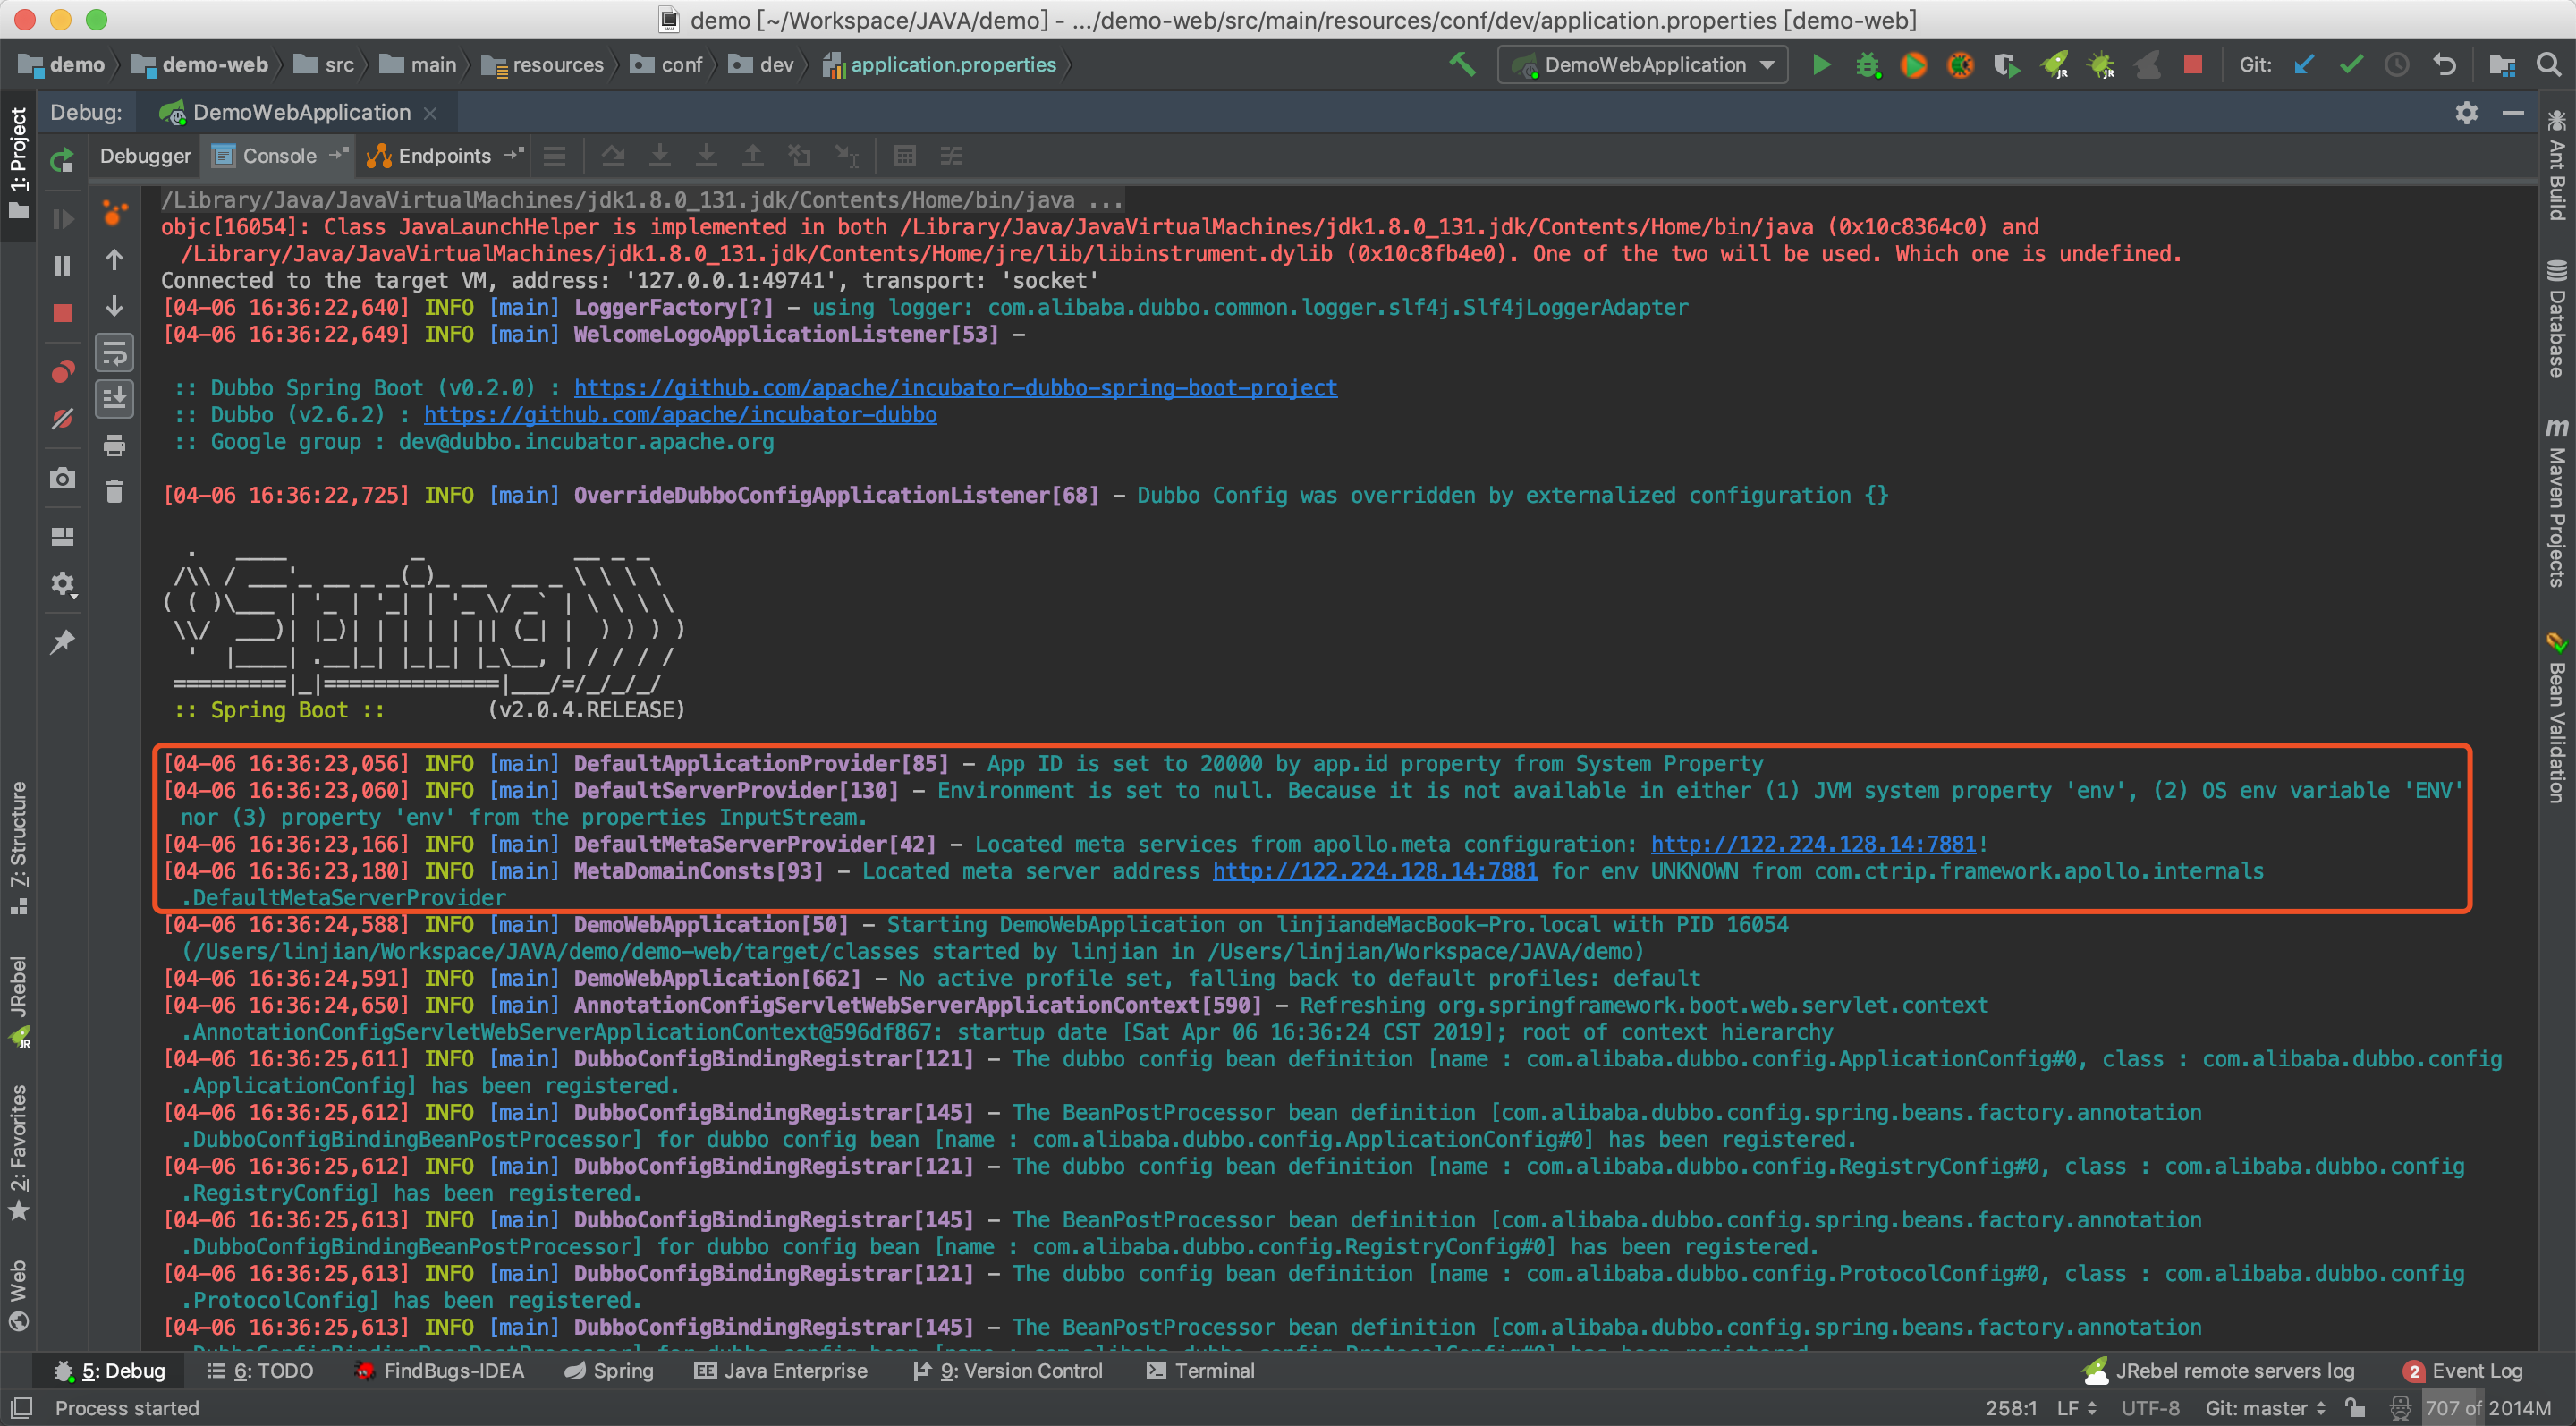 demo [~/Workspace/JAVA/demo] - .../demo-web/src/main/resources/conf/dev/application.properties [demo-web]
demo demo-web src main resources conf dev application.properties DemoWebApplication Git:
Debug: DemoWebApplication
Debugger Console Endpoints
1: Project
7: Structure
JRebel
2: Favorites
Web
Ant Build
Database
Maven Projects
Bean Validation
/Library/Java/JavaVirtualMachines/jdk1.8.0_131.jdk/Contents/Home/bin/java ...
objc[16054]: Class JavaLaunchHelper is implemented in both /Library/Java/JavaVirtualMachines/jdk1.8.0_131.jdk/Contents/Home/bin/java (0x10c8364c0) and
/Library/Java/JavaVirtualMachines/jdk1.8.0_131.jdk/Contents/Home/jre/lib/libinstrument.dylib (0x10c8fb4e0). One of the two will be used. Which one is undefined.
Connected to the target VM, address: '127.0.0.1:49741', transport: 'socket'
[04-06 16:36:22,640] INFO [main] LoggerFactory[?] - using logger: com.alibaba.dubbo.common.logger.slf4j.Slf4jLoggerAdapter
[04-06 16:36:22,649] INFO [main] WelcomeLogoApplicationListener[53] -
:: Dubbo Spring Boot (v0.2.0) : https://github.com/apache/incubator-dubbo-spring-boot-project
:: Dubbo (v2.6.2) : https://github.com/apache/incubator-dubbo
:: Google group : dev@dubbo.incubator.apache.org
[04-06 16:36:22,725] INFO [main] OverrideDubboConfigApplicationListener[68] - Dubbo Config was overridden by externalized configuration {}
  .   ____          _            __ _ _
 /\\ / ___'_ __ _ _(_)_ __  __ _ \ \ \ \
( ( )\___ | '_ | '_| | '_ \/ _` | \ \ \ \
 \\/  ___)| |_)| | | | | || (_| |  ) ) ) )
  '  |____| .__|_| |_|_| |_\__, | / / / /
 =========|_|==============|___/=/_/_/_/
:: Spring Boot :: (v2.0.4.RELEASE)
[04-06 16:36:23,056] INFO [main] DefaultApplicationProvider[85] - App ID is set to 20000 by app.id property from System Property
[04-06 16:36:23,060] INFO [main] DefaultServerProvider[130] - Environment is set to null. Because it is not available in either (1) JVM system property 'env', (2) OS env variable 'ENV'
nor (3) property 'env' from the properties InputStream.
[04-06 16:36:23,166] INFO [main] DefaultMetaServerProvider[42] - Located meta services from apollo.meta configuration: http://122.224.128.14:7881!
[04-06 16:36:23,180] INFO [main] MetaDomainConsts[93] - Located meta server address http://122.224.128.14:7881 for env UNKNOWN from com.ctrip.framework.apollo.internals
.DefaultMetaServerProvider
[04-06 16:36:24,588] INFO [main] DemoWebApplication[50] - Starting DemoWebApplication on linjiandeMacBook-Pro.local with PID 16054
(/Users/linjian/Workspace/JAVA/demo/demo-web/target/classes started by linjian in /Users/linjian/Workspace/JAVA/demo)
[04-06 16:36:24,591] INFO [main] DemoWebApplication[662] - No active profile set, falling back to default profiles: default
[04-06 16:36:24,650] INFO [main] AnnotationConfigServletWebServerApplicationContext[590] - Refreshing org.springframework.boot.web.servlet.context
.AnnotationConfigServletWebServerApplicationContext@596df867: startup date [Sat Apr 06 16:36:24 CST 2019]; root of context hierarchy
[04-06 16:36:25,611] INFO [main] DubboConfigBindingRegistrar[121] - The dubbo config bean definition [name : com.alibaba.dubbo.config.ApplicationConfig#0, class : com.alibaba.dubbo.config
.ApplicationConfig] has been registered.
[04-06 16:36:25,612] INFO [main] DubboConfigBindingRegistrar[145] - The BeanPostProcessor bean definition [com.alibaba.dubbo.config.spring.beans.factory.annotation
.DubboConfigBindingBeanPostProcessor] for dubbo config bean [name : com.alibaba.dubbo.config.ApplicationConfig#0] has been registered.
[04-06 16:36:25,612] INFO [main] DubboConfigBindingRegistrar[121] - The dubbo config bean definition [name : com.alibaba.dubbo.config.RegistryConfig#0, class : com.alibaba.dubbo.config
.RegistryConfig] has been registered.
[04-06 16:36:25,613] INFO [main] DubboConfigBindingRegistrar[145] - The BeanPostProcessor bean definition [com.alibaba.dubbo.config.spring.beans.factory.annotation
.DubboConfigBindingBeanPostProcessor] for dubbo config bean [name : com.alibaba.dubbo.config.RegistryConfig#0] has been registered.
[04-06 16:36:25,613] INFO [main] DubboConfigBindingRegistrar[121] - The dubbo config bean definition [name : com.alibaba.dubbo.config.ProtocolConfig#0, class : com.alibaba.dubbo.config
.ProtocolConfig] has been registered.
[04-06 16:36:25,613] INFO [main] DubboConfigBindingRegistrar[145] - The BeanPostProcessor bean definition [com.alibaba.dubbo.config.spring.beans.factory.annotation
.DubboConfigBindingBeanPostProcessor] for dubbo config bean [name : com.alibaba.dubbo.config.ProtocolConfig#0] has been registered
5: Debug 6: TODO FindBugs-IDEA Spring Java Enterprise 9: Version Control Terminal JRebel remote servers log 2 Event Log
Process started 258:1 LF UTF-8 Git: master 707 of 2014M